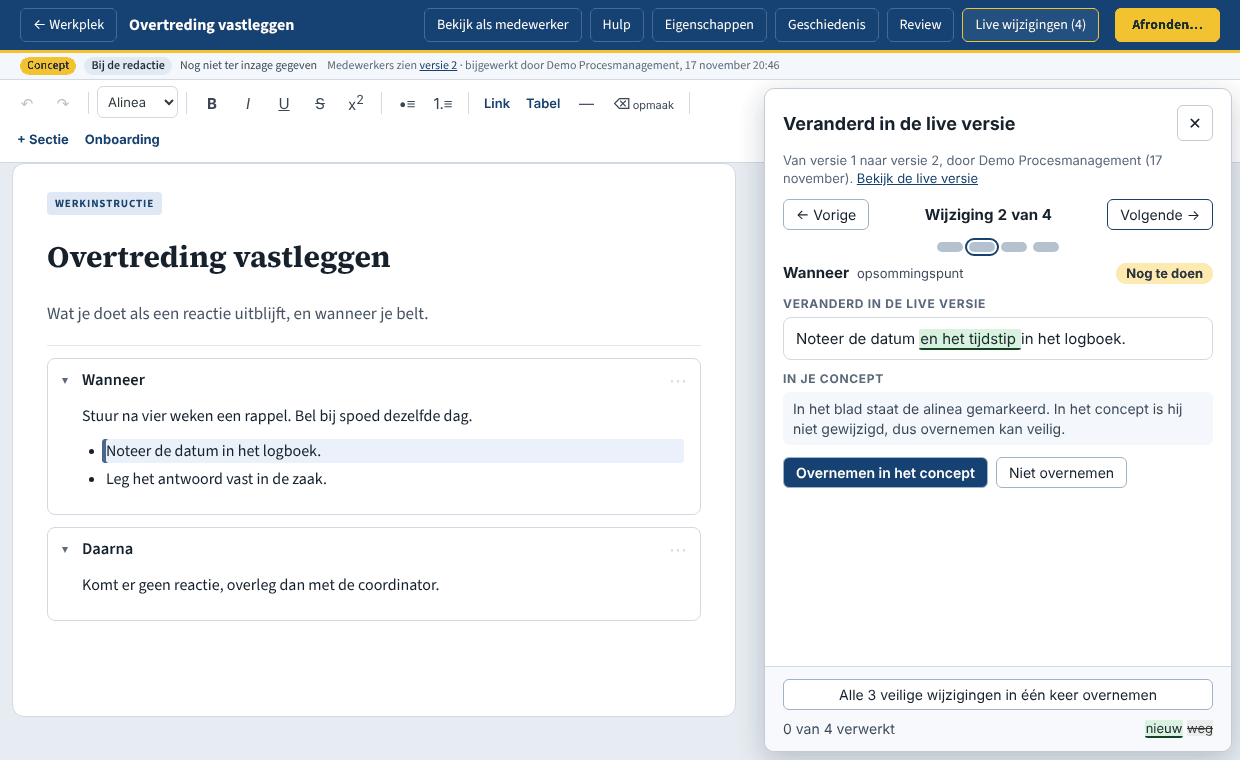 ← Werkplek Overtreding vastleggen Bekijk als medewerker Hulp Eigenschappen Geschiedenis Review Live wijzigingen (4) Afronden...
Concept Bij de redactie Nog niet ter inzage gegeven Medewerkers zien versie 2 · bijgewerkt door Demo Procesmanagement, 17 november 20:46
↶ ↷ Alinea B I U S x² •≡ 1.≡ Link Tabel — ⌫ opmaak
+ Sectie Onboarding
WERKINSTRUCTIE
Overtreding vastleggen
Wat je doet als een reactie uitblijft, en wanneer je belt.
▾ Wanneer ...
Stuur na vier weken een rappel. Bel bij spoed dezelfde dag.
• Noteer de datum in het logboek.
• Leg het antwoord vast in de zaak.
▾ Daarna ...
Komt er geen reactie, overleg dan met de coordinator.
Veranderd in de live versie ✕
Van versie 1 naar versie 2, door Demo Procesmanagement (17
november). Bekijk de live versie
← Vorige Wijziging 2 van 4 Volgende →
Wanneer opsommingspunt Nog te doen
VERANDERD IN DE LIVE VERSIE
Noteer de datum en het tijdstip in het logboek.
IN JE CONCEPT
In het blad staat de alinea gemarkeerd. In het concept is hij
niet gewijzigd, dus overnemen kan veilig.
Overnemen in het concept Niet overnemen
Alle 3 veilige wijzigingen in één keer overnemen
0 van 4 verwerkt nieuw weg